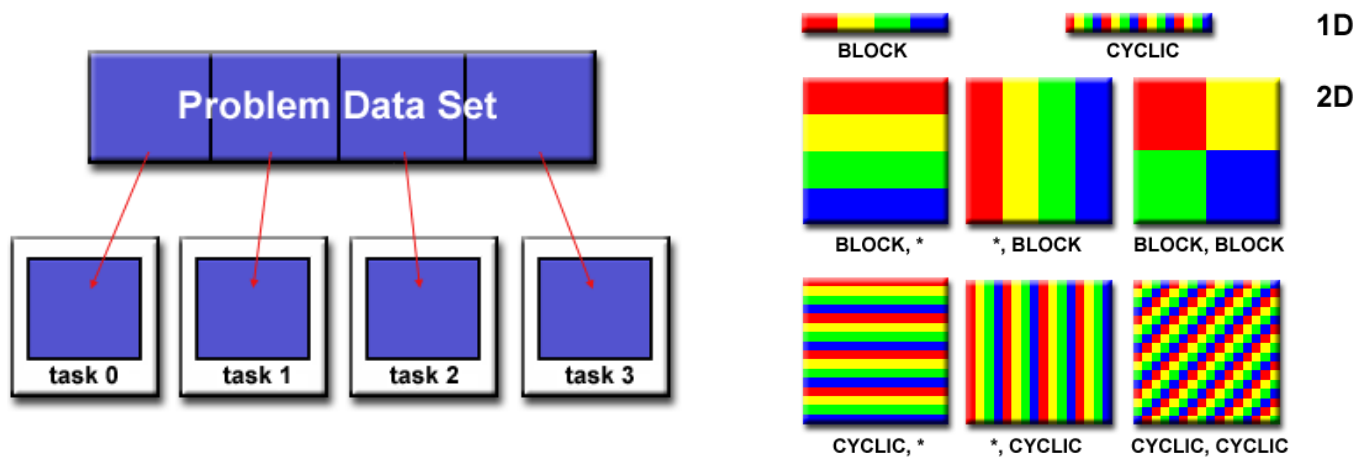 Problem Data Set
task 0
task 1
task 2
task 3
1D
BLOCK
CYCLIC
2D
BLOCK, *
*, BLOCK
BLOCK, BLOCK
CYCLIC, *
*, CYCLIC
CYCLIC, CYCLIC